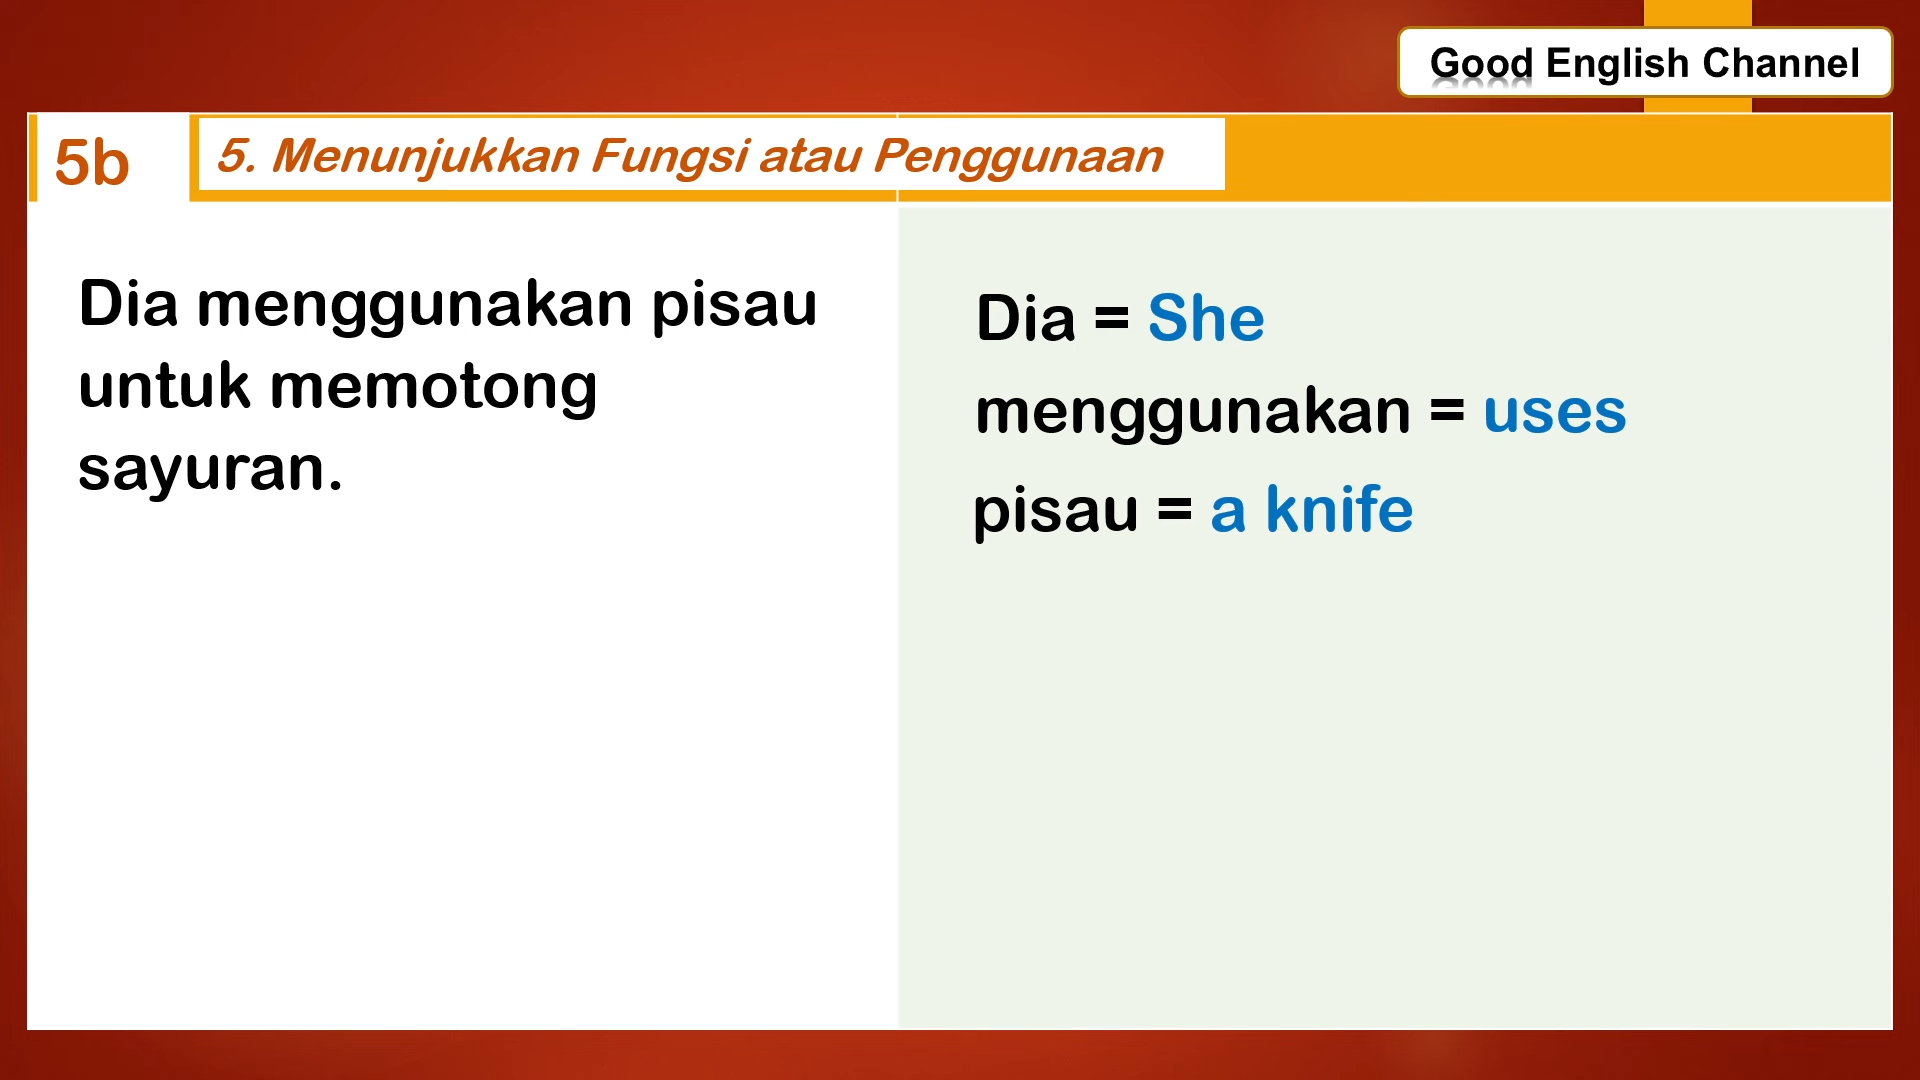 Good English Channel
5b
5. Menunjukkan Fungsi atau Penggunaan
Dia menggunakan pisau
untuk memotong
sayuran.
Dia = She
menggunakan = uses
pisau = a knife